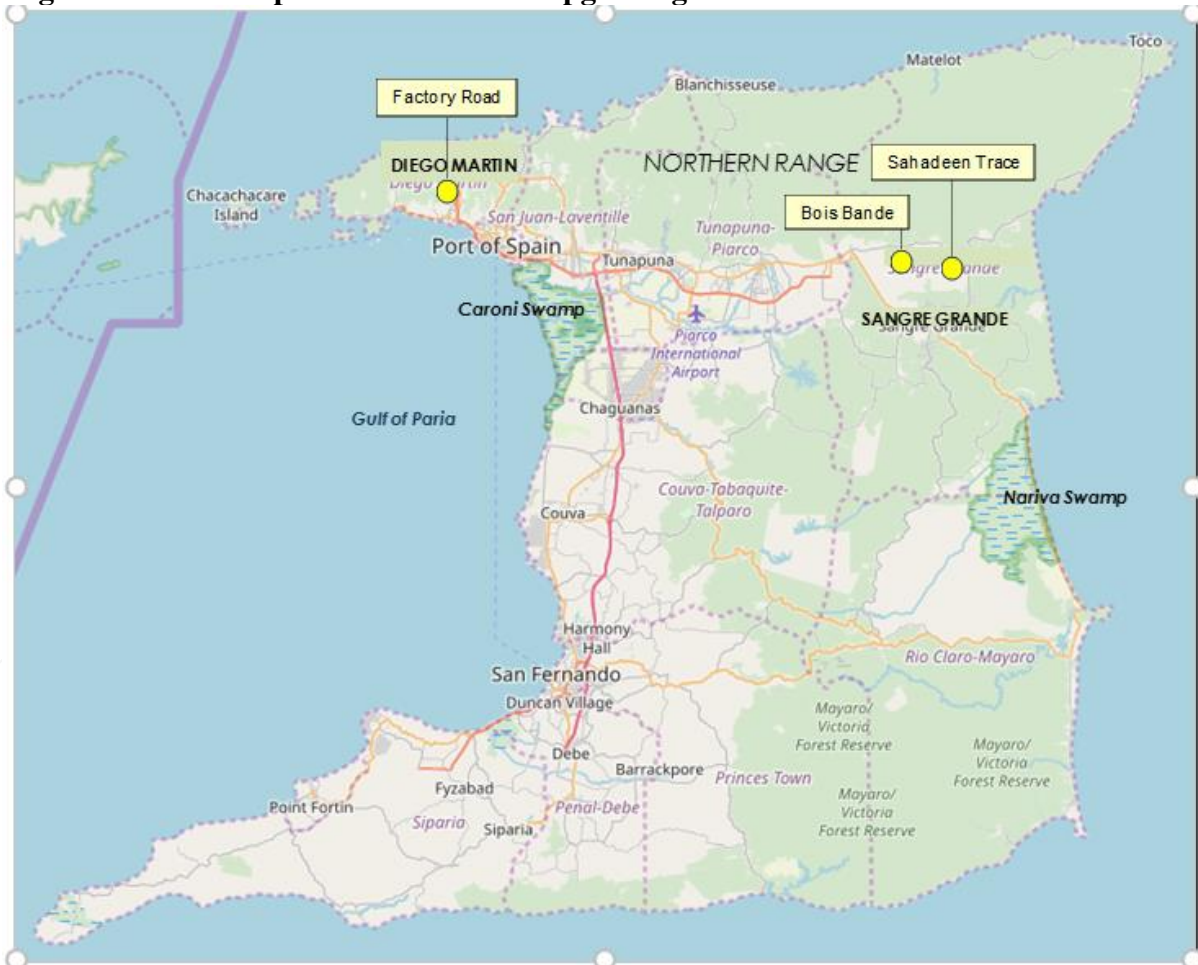 Toco
Matelot
Blanchisseuse
Factory Road
NORTHERN RANGE
Sahadeen Trace
DIEGO MARTIN
Chacachacare
Island
Bois Bande
San Juan-Laventille
Tunapuna-
Piarco
Port of Spain
Tunapuna
Caroni Swamp
SANGRE GRANDE
Sangre Grande
Piarco
International
Airport
Gulf of Paria
Chaguanas
Couva-Tabaquite-
Talparo
Nariva Swamp
Couva
Harmony
Hall
Rio Claro-Mayaro
San Fernando
Duncan Village
Mayaro/
Victoria
Forest Reserve
Mayaro/
Victoria
Forest Reserve
Debe
Barrackpore
Princes Town
Fyzabad
Mayaro/
Victoria
Forest Reserve
Point Fortin
Siparia
Penal-Debe
Siparia